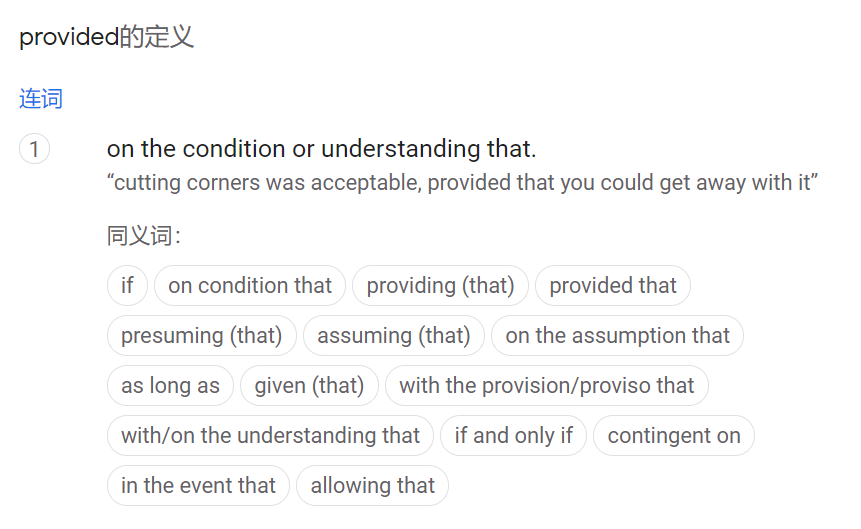 provided的定义
连词
1 on the condition or understanding that.
“cutting corners was acceptable, provided that you could get away with it”
同义词：
if on condition that providing (that) provided that
presuming (that) assuming (that) on the assumption that
as long as given (that) with the provision/proviso that
with/on the understanding that if and only if contingent on
in the event that allowing that